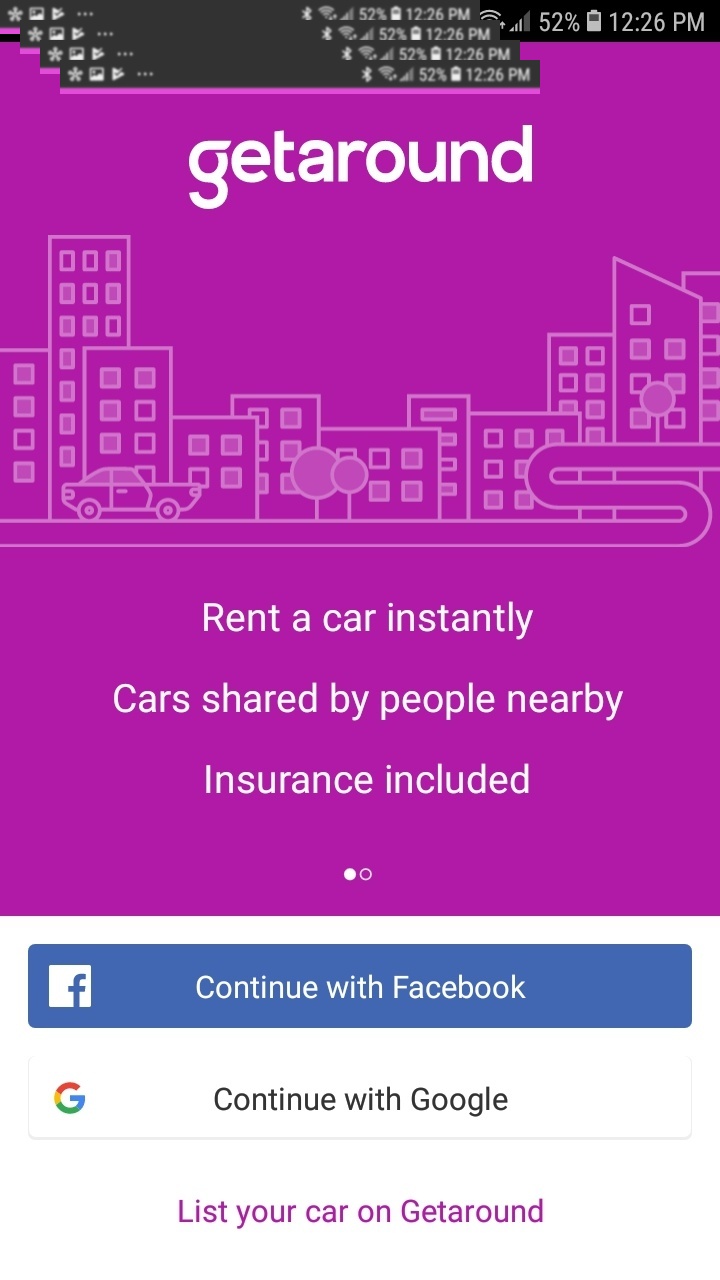 52% 12:26 PM
52% 12:26 PM
52% 12:26 PM
52% 12:26 PM
52% 12:26 PM
getaround
Rent a car instantly
Cars shared by people nearby
Insurance included
Continue with Facebook
Continue with Google
List your car on Getaround